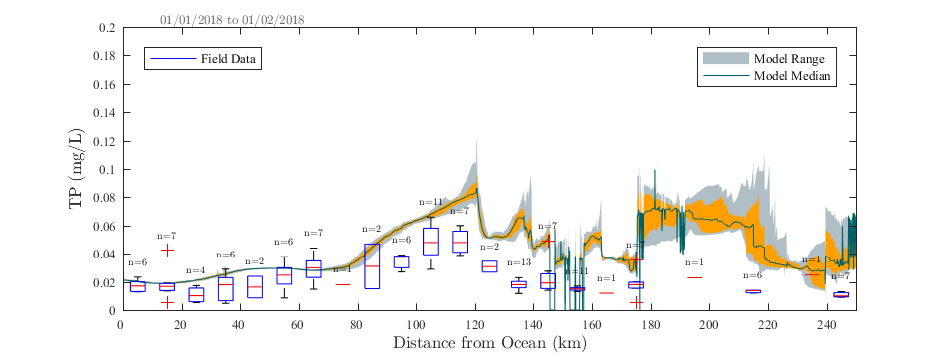 01/01/2018 to 01/02/2018
0.2
0.18
0.16
0.14
0.12
0.1
0.08
0.06
0.04
0.02
0
TP (mg/L)
Field Data
Model Range
Model Median
n=6
n=7
n=4
n=6
n=2
n=6
n=7
n=1
n=2
n=6
n=11
n=7
n=2
n=13
n=7
n=11
n=1
n=7
n=1
n=6
n=1
n=7
0 20 40 60 80 100 120 140 160 180 200 220 240
Distance from Ocean (km)